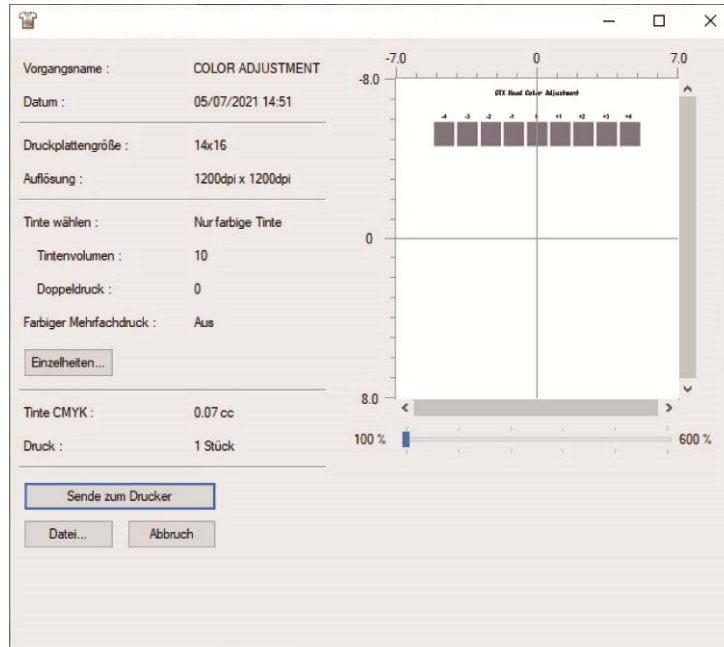 Vorgangsname : COLOR ADJUSTMENT
Datum : 05/07/2021 14:51
Druckplattengröße : 14x16
Auflösung : 1200dpi x 1200dpi
Tinte wählen : Nur farbige Tinte
Tintenvolumen : 10
Doppeldruck : 0
Farbiger Mehrfachdruck : Aus
Einzelheiten...
Tinte CMYK : 0.07 cc
Druck : 1 Stück
Sende zum Drucker
Datei... Abbruch
-7.0 0 7.0
-8.0
GTX Head Color Adjustment
-4 -3 -2 -1 0 +1 +2 +3 +4
0
8.0
100 % 600 %